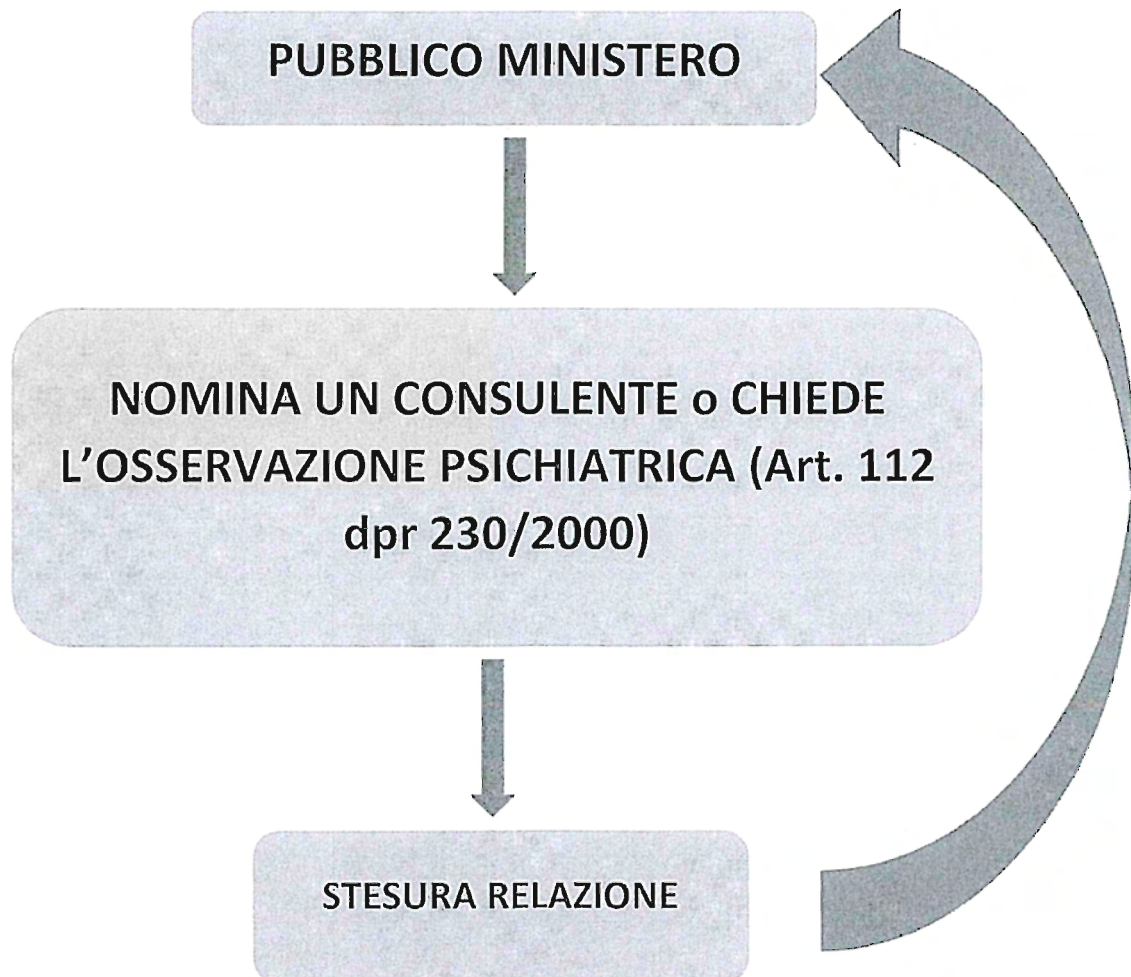 PUBBLICO MINISTERO
NOMINA UN CONSULENTE o CHIEDE
L'OSSERVAZIONE PSICHIATRICA (Art. 112
dpr 230/2000)
STESURA RELAZIONE